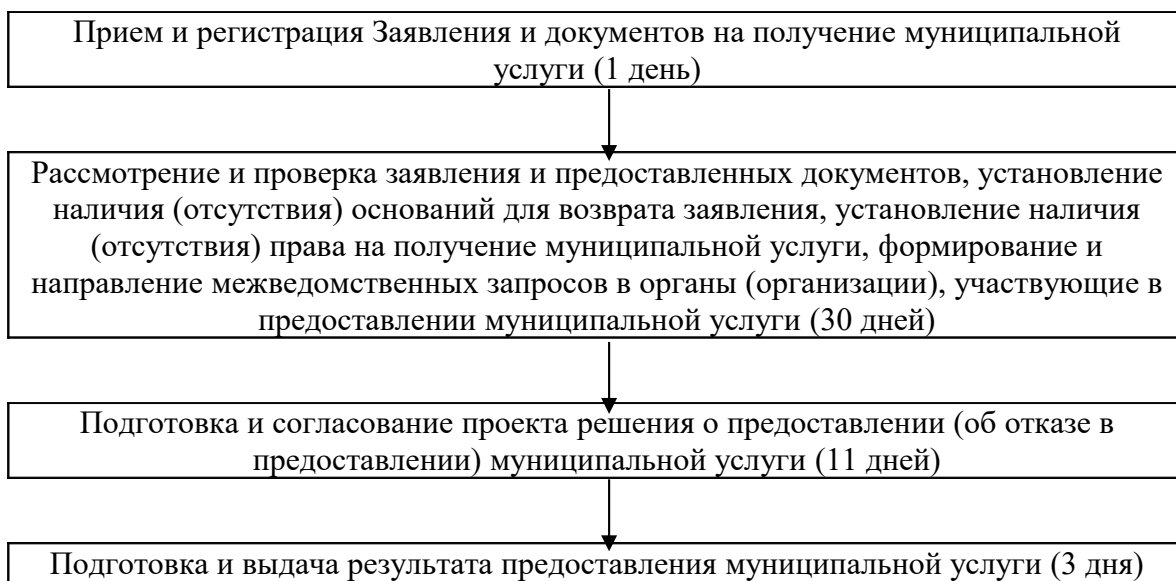 Прием и регистрация Заявления и документов на получение муниципальной
услуги (1 день)
Рассмотрение и проверка заявления и предоставленных документов, установление
наличия (отсутствия) оснований для возврата заявления, установление наличия
(отсутствия) права на получение муниципальной услуги, формирование и
направление межведомственных запросов в органы (организации), участвующие в
предоставлении муниципальной услуги (30 дней)
Подготовка и согласование проекта решения о предоставлении (об отказе в
предоставлении) муниципальной услуги (11 дней)
Подготовка и выдача результата предоставления муниципальной услуги (3 дня)